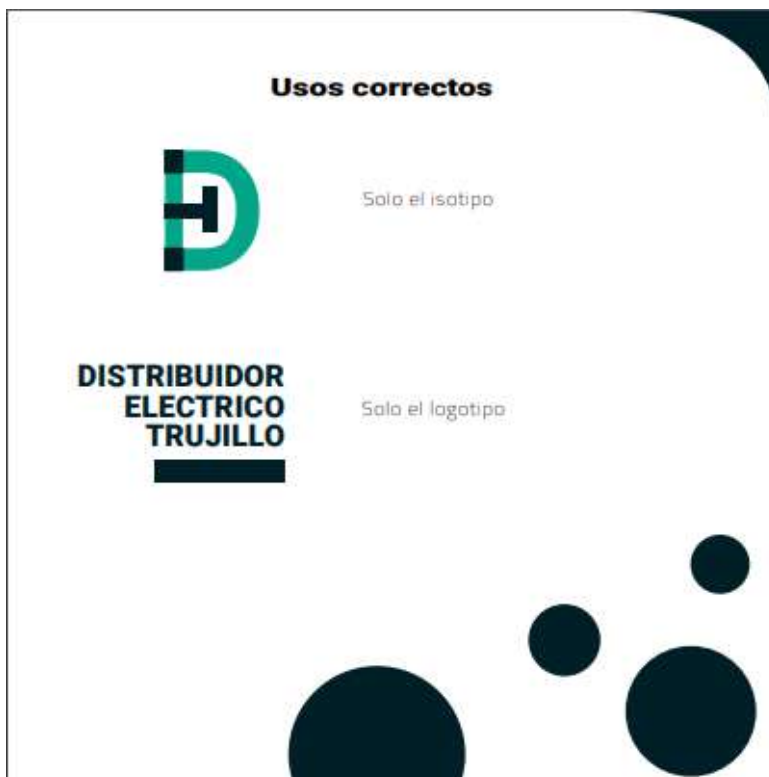 Usos correctos
Solo el isotipo
DISTRIBUIDOR
ELECTRICO
TRUJILLO
Solo el logotipo